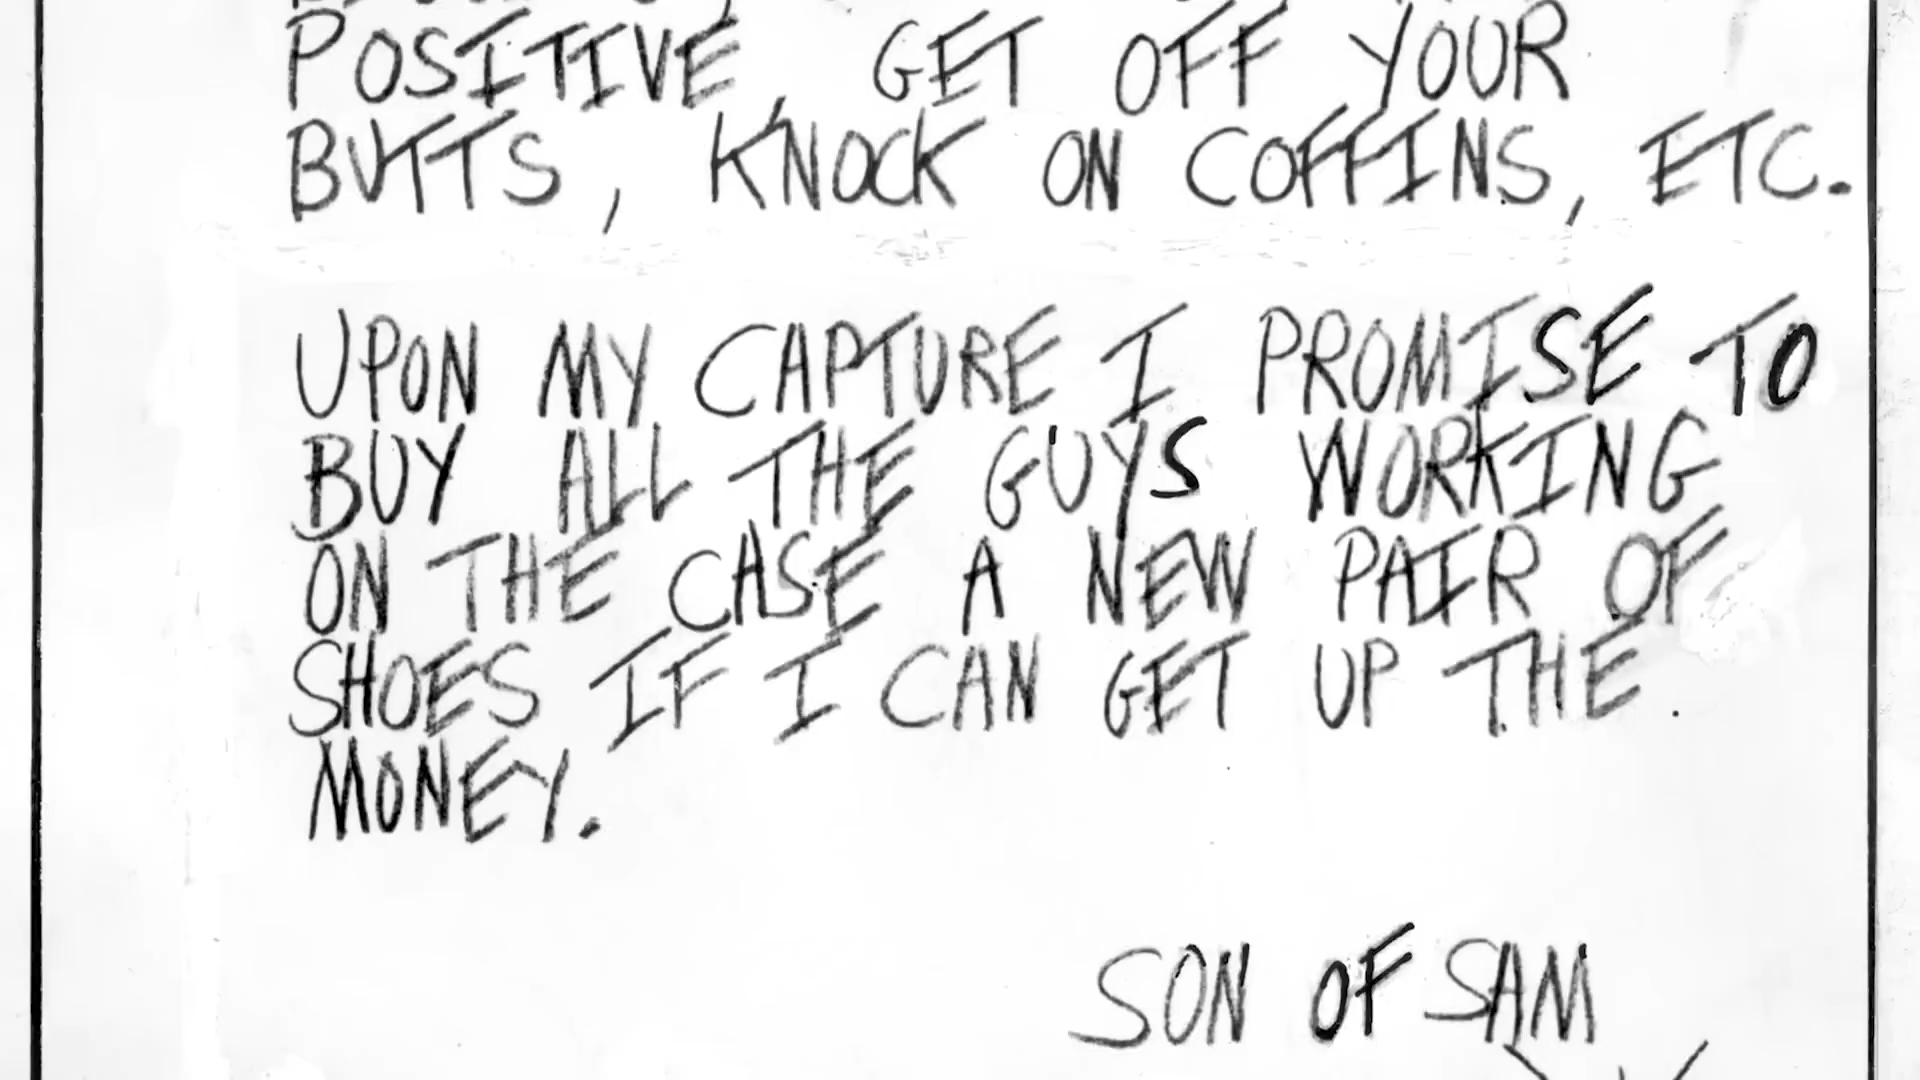 POSITIVE, GET OFF YOUR
BUTTS, KNOCK ON COFFINS, ETC.
UPON MY CAPTURE I PROMISE TO
BUY ALL THE GUYS WORKING
ON THE CASE A NEW PAIR OF
SHOES IF I CAN GET UP THE
MONEY.
SON OF SAM